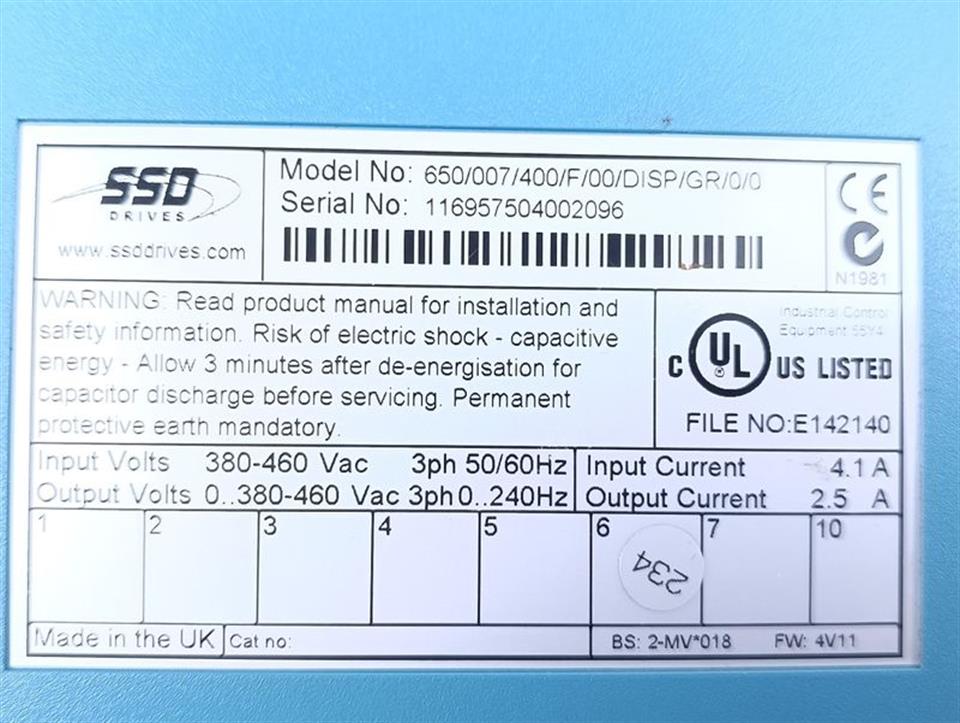 SSD
DRIVES
www.ssddrives.com
Model No: 650/007/400/F/00/DISP/GR/0/0
Serial No: 116957504002096
CE
N1981
WARNING: Read product manual for installation and
safety information. Risk of electric shock - capacitive
energy - Allow 3 minutes after de-energisation for
capacitor discharge before servicing. Permanent
protective earth mandatory.
Industrial Control
Equipment 55Y4
C UL US LISTED
®
FILE NO:E142140
Input Volts 380-460 Vac 3ph 50/60Hz
Output Volts 0..380-460 Vac 3ph 0..240Hz
Input Current 4.1 A
Output Current 2.5 A
1 2 3 4 5 6 7 10
234
Made in the UK Cat no: BS: 2-MV*018 FW: 4V11